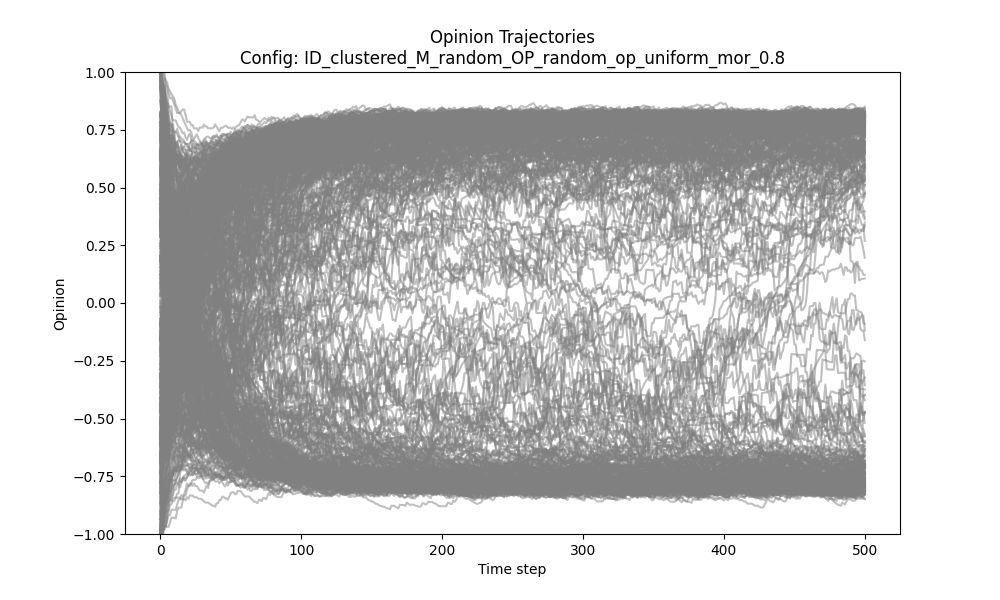 Opinion Trajectories
Config: ID_clustered_M_random_OP_random_op_uniform_mor_0.8
1.00
0.75
0.50
0.25
0.00
−0.25
−0.50
−0.75
−1.00
Opinion
0 100 200 300 400 500
Time step